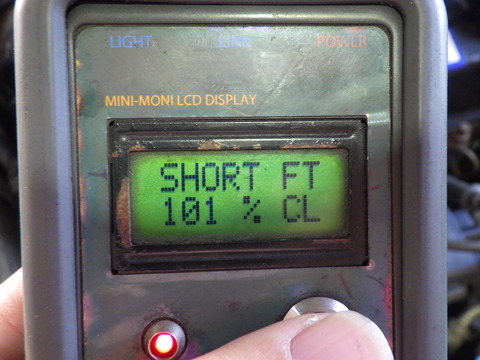 LIGHT LINK POWER
MINI-MONI LCD DISPLAY
SHORT FT
101 % CL